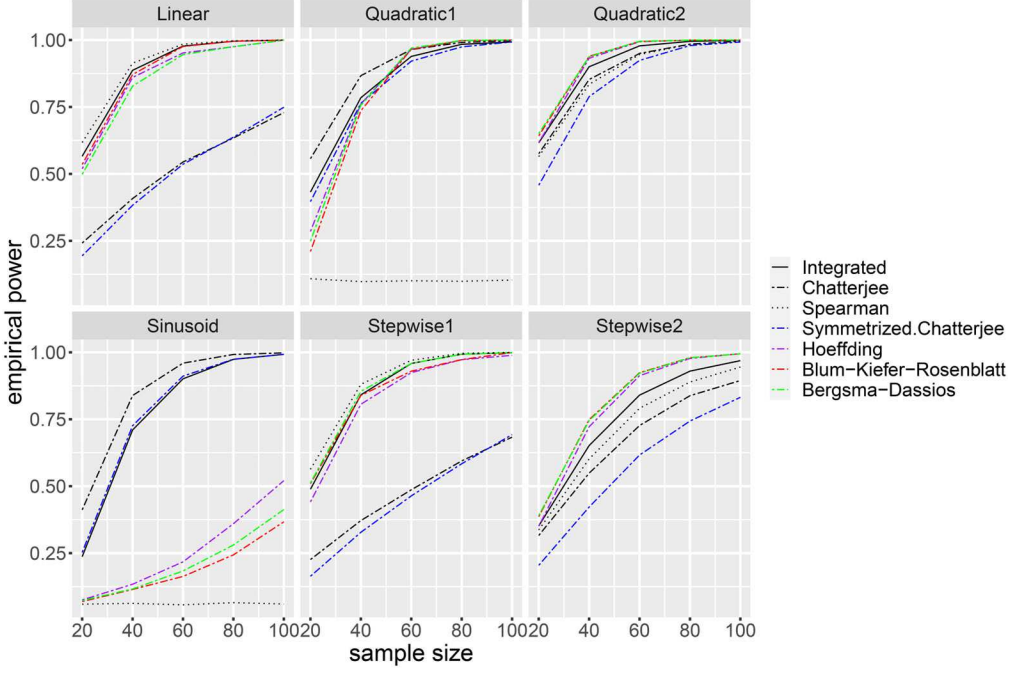 Linear Quadratic1 Quadratic2
1.00
0.75
0.50
0.25
Sinusoid Stepwise1 Stepwise2
1.00
0.75
0.50
0.25
20 40 60 80 100 20 40 60 80 100 20 40 60 80 100
sample size
empirical power
Integrated
Chatterjee
Spearman
Symmetrized.Chatterjee
Hoeffding
Blum−Kiefer−Rosenblatt
Bergsma−Dassios